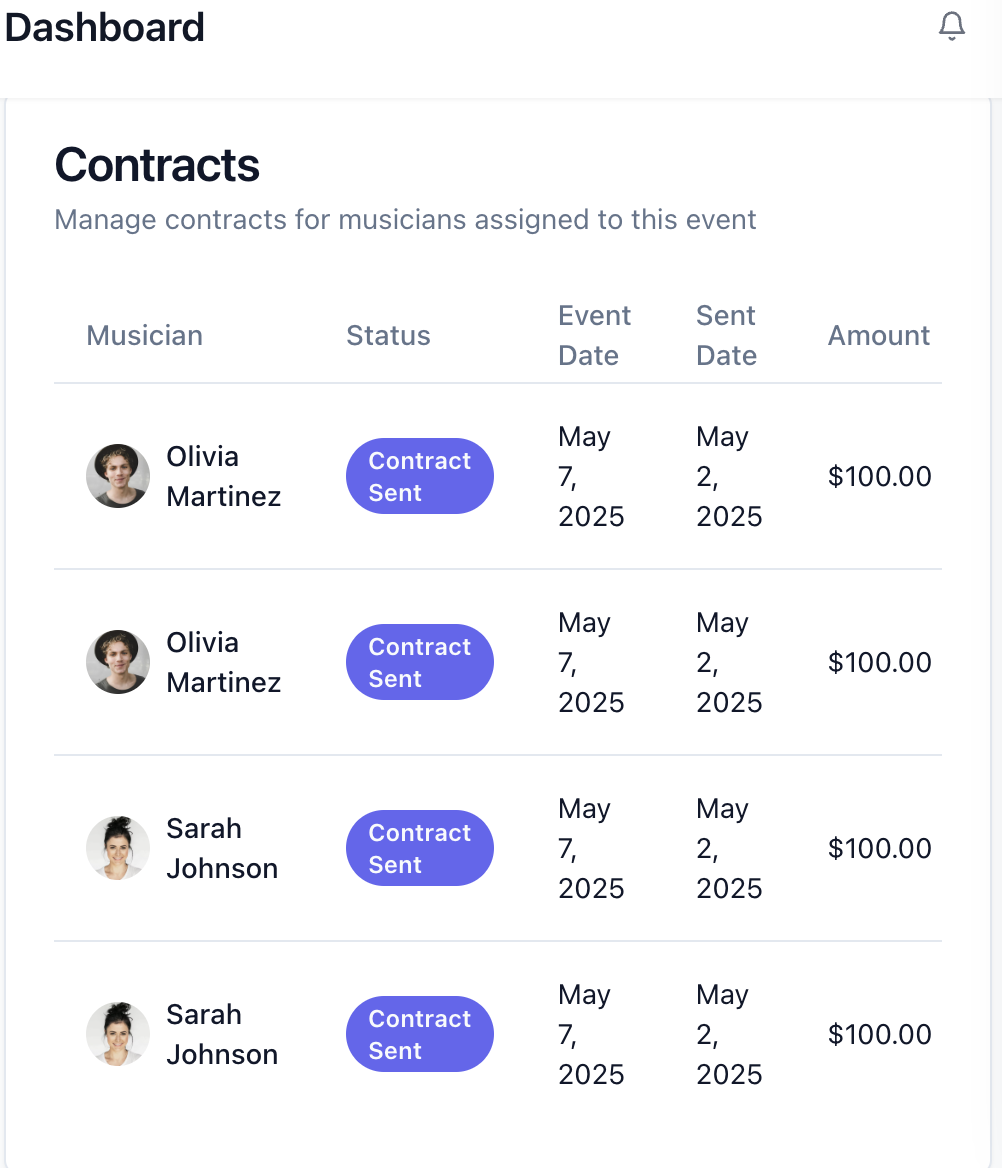 Dashboard
Contracts
Manage contracts for musicians assigned to this event
Musician
Status
Event
Date
Sent
Date
Amount
Olivia
Martinez
Contract
Sent
May
7,
2025
May
2,
2025
$100.00
Olivia
Martinez
Contract
Sent
May
7,
2025
May
2,
2025
$100.00
Sarah
Johnson
Contract
Sent
May
7,
2025
May
2,
2025
$100.00
Sarah
Johnson
Contract
Sent
May
7,
2025
May
2,
2025
$100.00